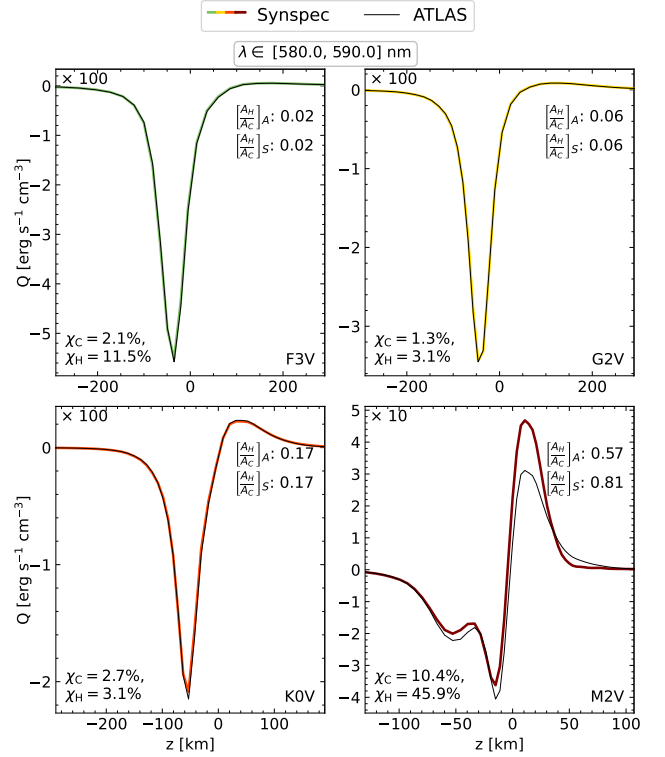 Synspec ATLAS
λ ∈ [580.0, 590.0] nm
× 100
[A_H/A_C]_A: 0.02
[A_H/A_C]_S: 0.02
χ_C = 2.1%,
χ_H = 11.5%
F3V
Q [erg s⁻¹ cm⁻³]
0
−1
−2
−3
−4
−5
−200 0 200
× 100
[A_H/A_C]_A: 0.06
[A_H/A_C]_S: 0.06
χ_C = 1.3%,
χ_H = 3.1%
G2V
0
−1
−2
−3
−200 0 200
× 100
[A_H/A_C]_A: 0.17
[A_H/A_C]_S: 0.17
χ_C = 2.7%,
χ_H = 3.1%
K0V
Q [erg s⁻¹ cm⁻³]
0
−1
−2
−200 −100 0 100
z [km]
× 10
[A_H/A_C]_A: 0.57
[A_H/A_C]_S: 0.81
χ_C = 10.4%,
χ_H = 45.9%
M2V
5
4
3
2
1
0
−1
−2
−3
−4
−100 −50 0 50 100
z [km]